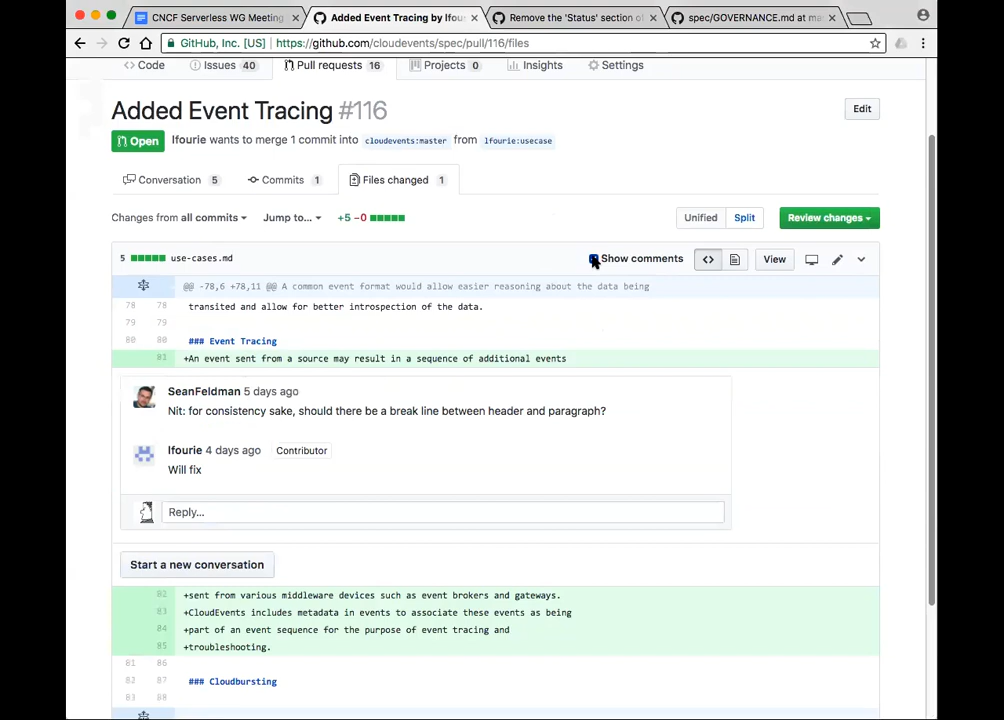 CNCF Serverless WG Meeting
Added Event Tracing by lfou
Remove the 'Status' section of
spec/GOVERNANCE.md at ma
GitHub, Inc. [US] https://github.com/cloudevents/spec/pull/116/files
Code Issues 40 Pull requests 16 Projects 0 Insights Settings
Added Event Tracing #116
Edit
Open lfourie wants to merge 1 commit into cloudevents:master from lfourie:usecase
Conversation 5 Commits 1 Files changed 1
Changes from all commits Jump to... +5 −0 Unified Split Review changes
5 use-cases.md Show comments View
@@ -78,6 +78,11 @@ A common event format would allow easier reasoning about the data being
78 78 transited and allow for better introspection of the data.
79 79
80 80 ### Event Tracing
81 +An event sent from a source may result in a sequence of additional events
SeanFeldman 5 days ago
Nit: for consistency sake, should there be a break line between header and paragraph?
lfourie 4 days ago Contributor
Will fix
Reply...
Start a new conversation
82 +sent from various middleware devices such as event brokers and gateways.
83 +CloudEvents includes metadata in events to associate these events as being
84 +part of an event sequence for the purpose of event tracing and
85 +troubleshooting.
81 86
82 87 ### Cloudbursting
83 88